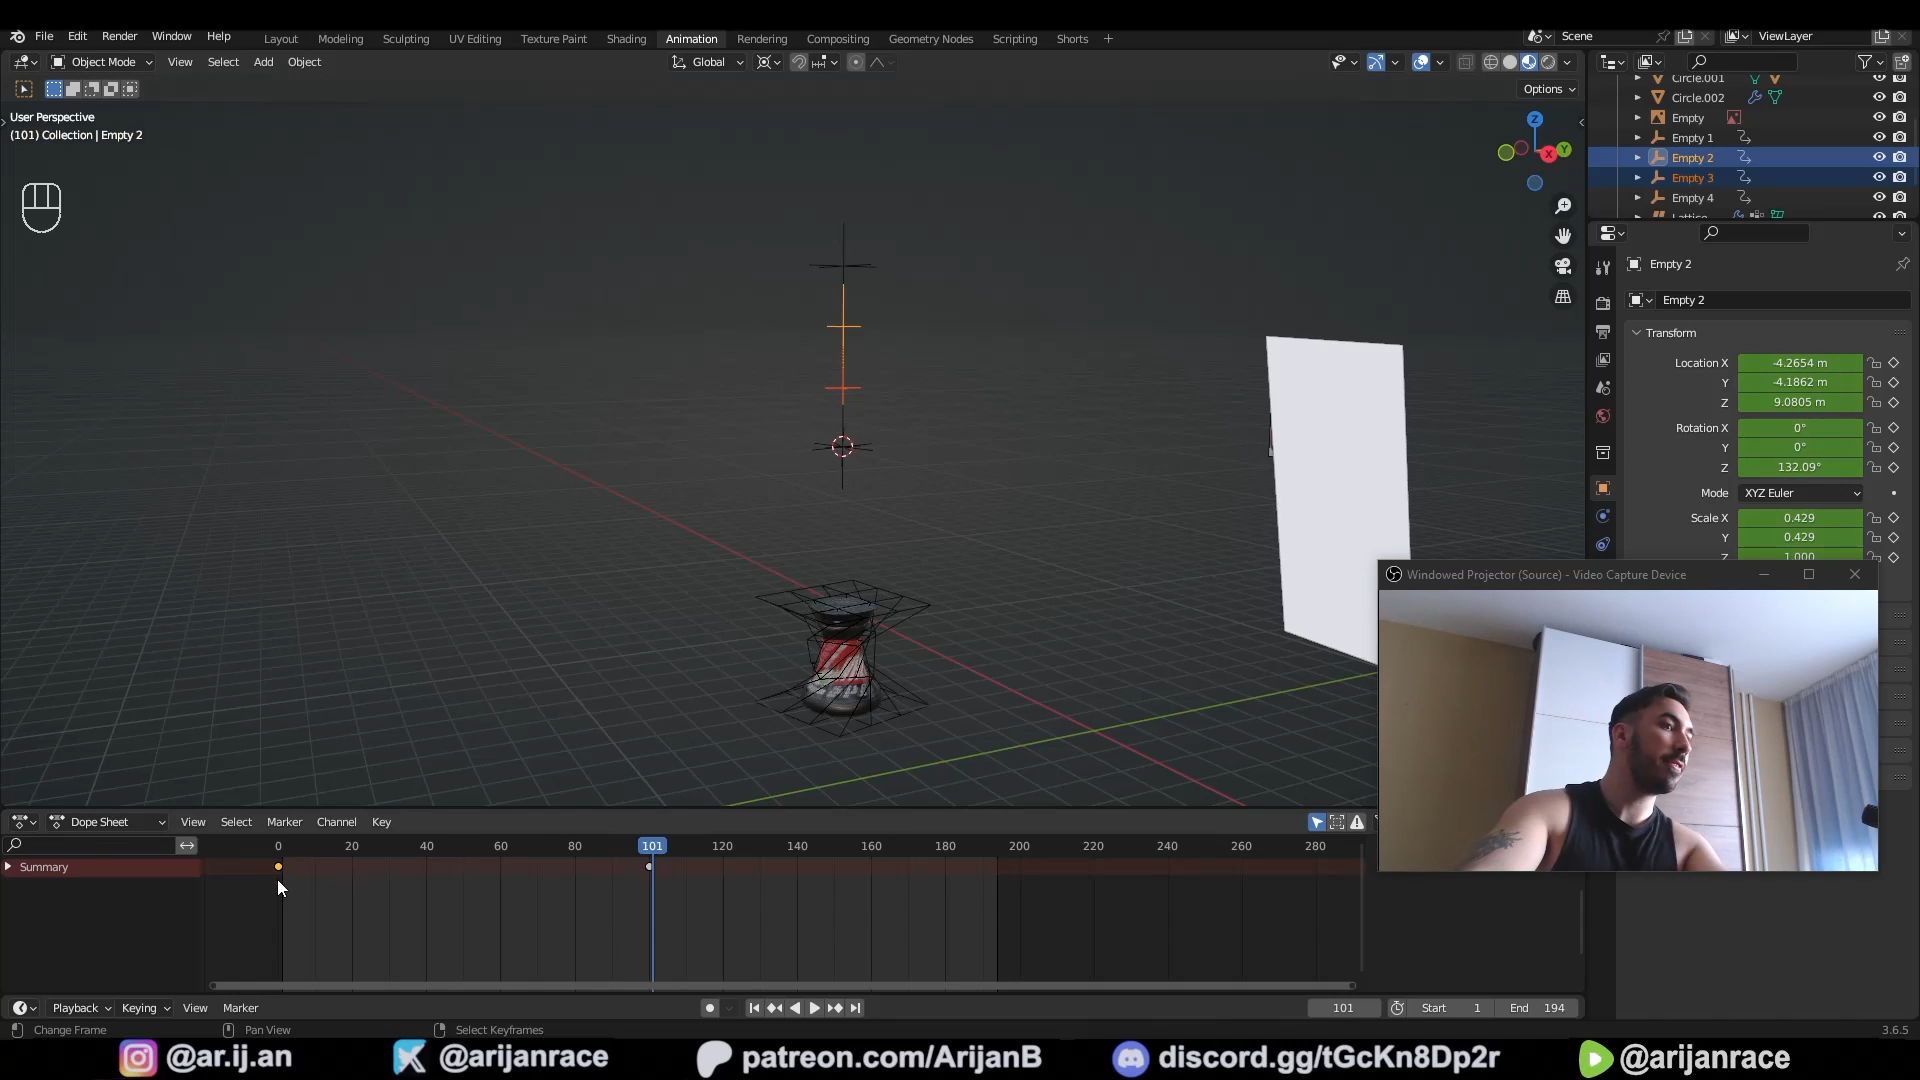 File Edit Render Window Help
Layout Modeling Sculpting UV Editing Texture Paint Shading Animation Rendering Compositing Geometry Nodes Scripting Shorts +
Scene
ViewLayer
Object Mode View Select Add Object
Global
Options
User Perspective
(101) Collection | Empty 2
Z
X
Y
Circle.001
Circle.002
Empty
Empty 1
Empty 2
Empty 3
Empty 4
Lattice
Empty 2
Empty 2
Transform
Location X -4.2654 m
Y -4.1862 m
Z 9.0805 m
Rotation X 0°
Y 0°
Z 132.09°
Mode XYZ Euler
Scale X 0.429
Y 0.429
Z 1.000
Windowed Projector (Source) - Video Capture Device
Dope Sheet View Select Marker Channel Key
0 20 40 60 80 101 120 140 160 180 200 220 240 260 280
Summary
Playback Keying View Marker
101 Start 1 End 194
Change Frame Pan View Select Keyframes
3.6.5
@ar.ij.an @arijanrace patreon.com/ArijanB discord.gg/tGcKn8Dp2r @arijanrace